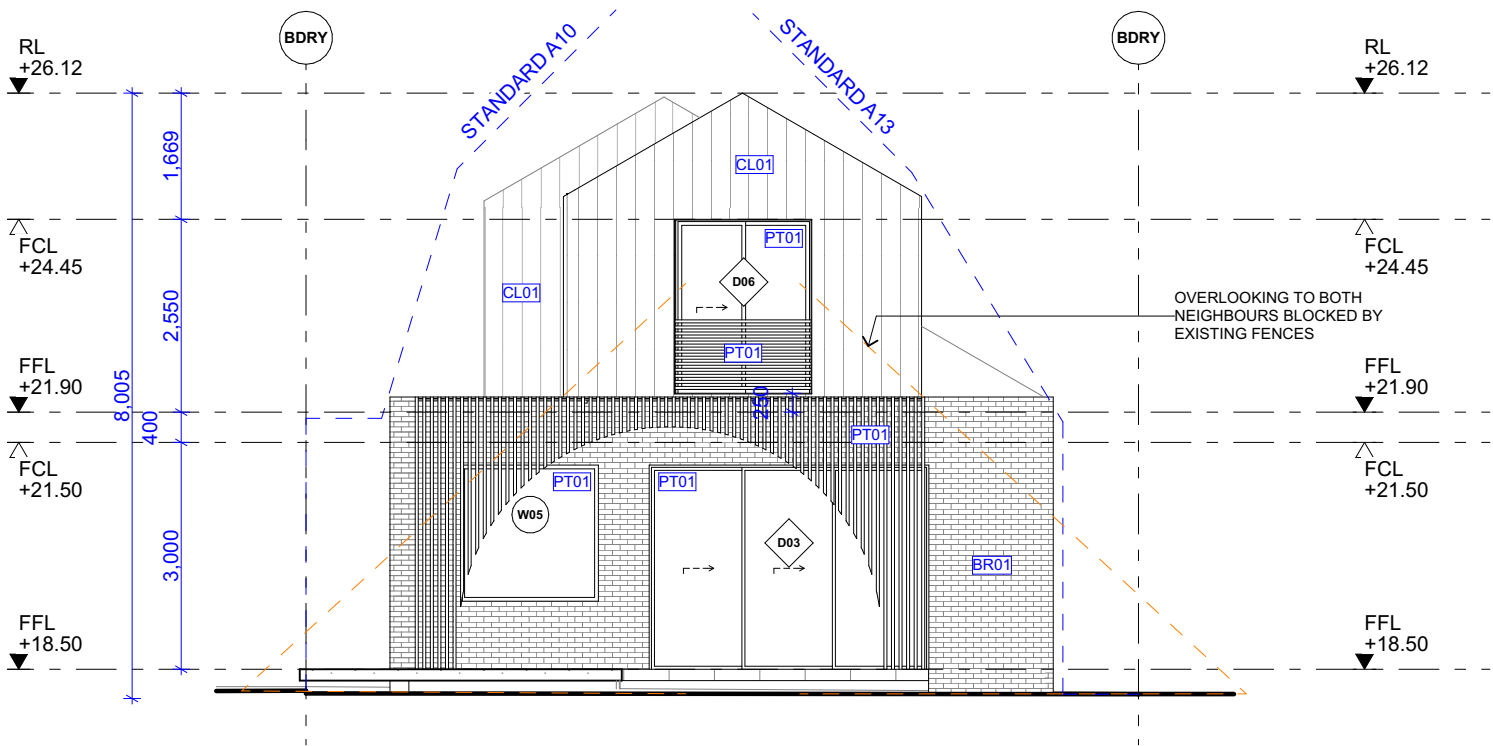 BDRY
BDRY
RL
+26.12
RL
+26.12
STANDARD A10
STANDARD A13
1,669
CL01
FCL
+24.45
FCL
+24.45
PT01
D06
CL01
2,550
OVERLOOKING TO BOTH
NEIGHBOURS BLOCKED BY
EXISTING FENCES
PT01
FFL
+21.90
FFL
+21.90
8,005
400
250
PT01
FCL
+21.50
FCL
+21.50
PT01
PT01
W05
D03
3,000
BR01
FFL
+18.50
FFL
+18.50